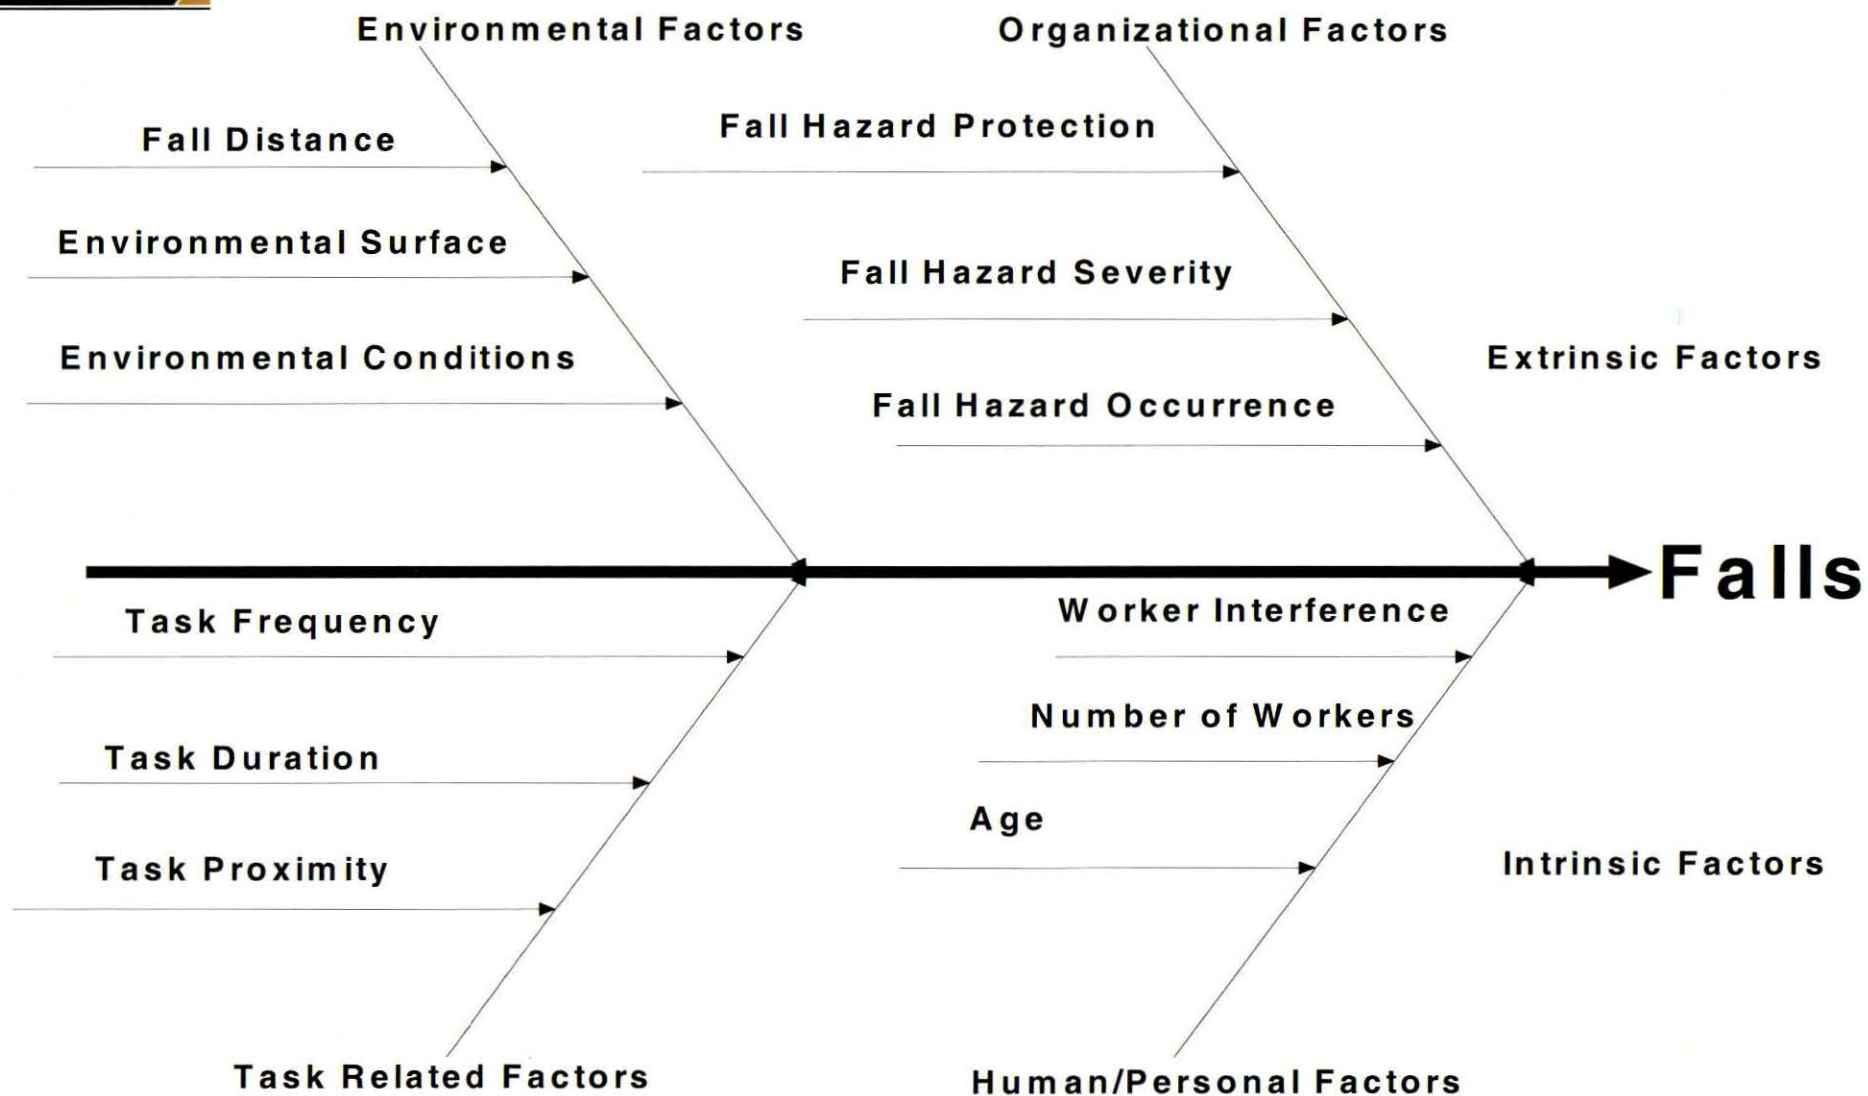 Environmental Factors
Organizational Factors
Fall Distance
Fall Hazard Protection
Environmental Surface
Fall Hazard Severity
Environmental Conditions
Extrinsic Factors
Fall Hazard Occurrence
Falls
Task Frequency
Worker Interference
Number of Workers
Task Duration
Age
Task Proximity
Intrinsic Factors
Task Related Factors
Human/Personal Factors